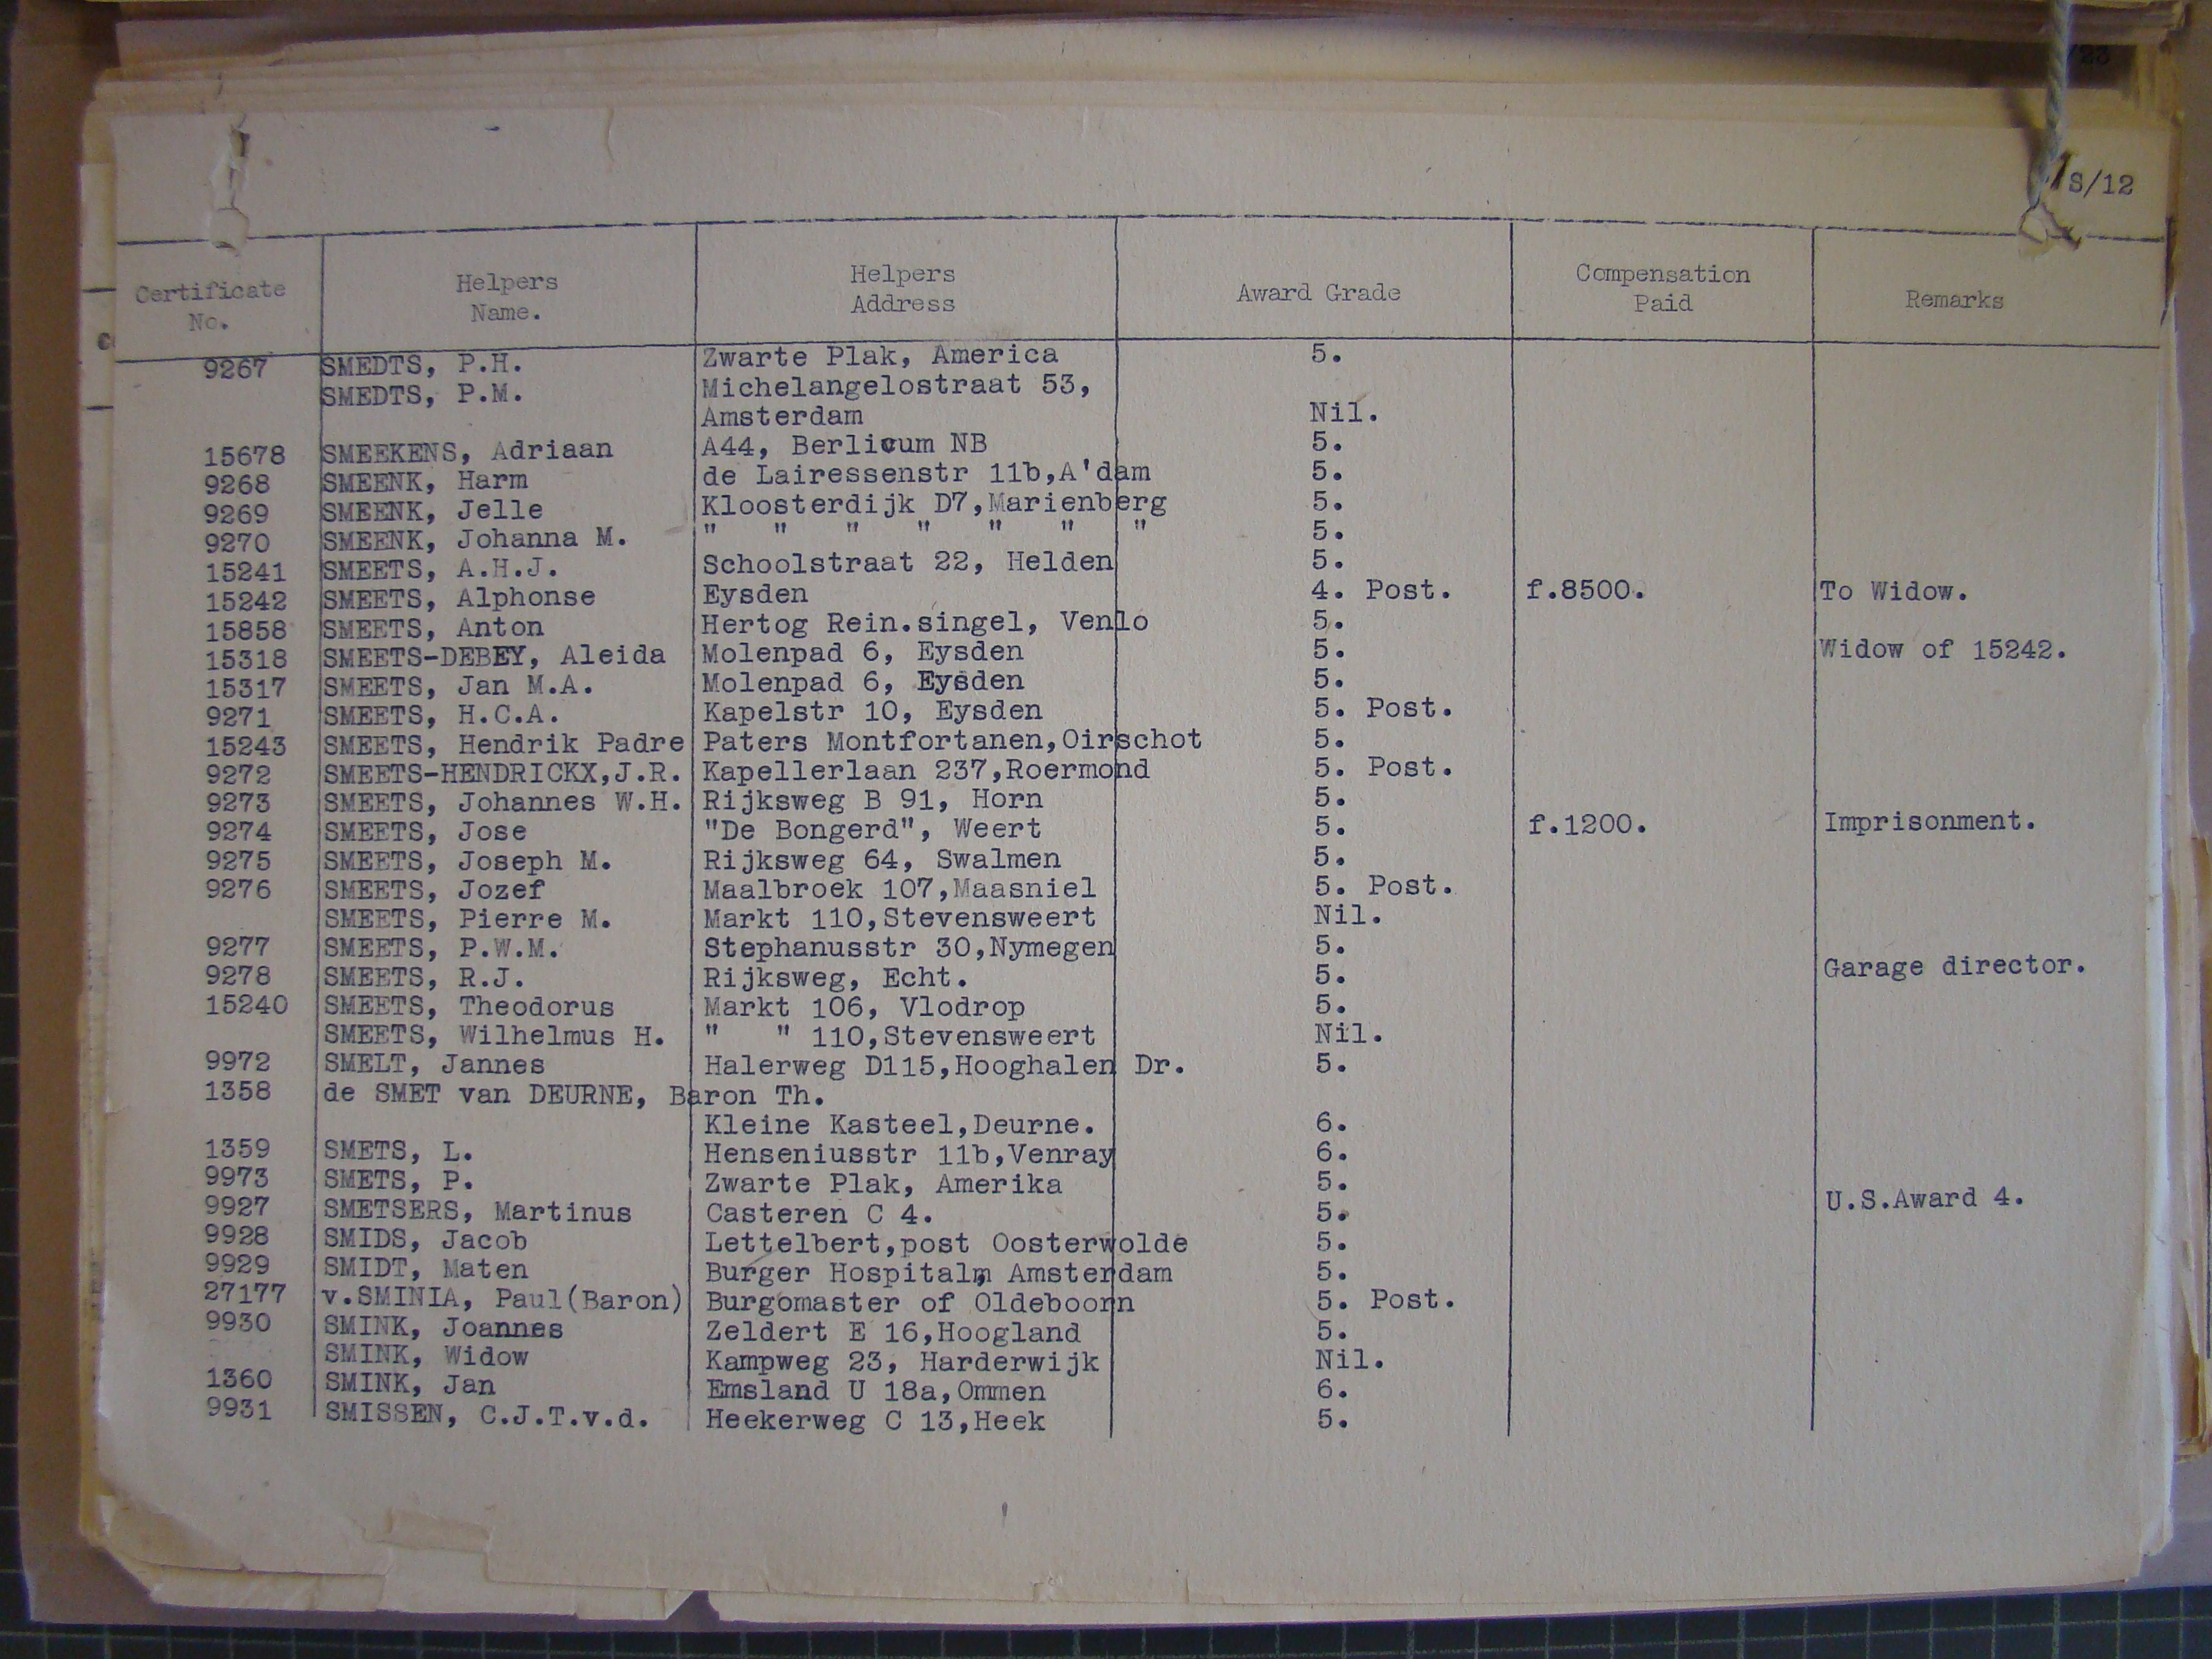 /23
S/12
Certificate No. Helpers Name. Helpers Address Award Grade Compensation Paid Remarks
9267 SMEDTS, P.H. Zwarte Plak, America 5.
SMEDTS, P.M. Michelangelostraat 53,
Amsterdam Nil.
15678 SMEEKENS, Adriaan A44, Berlicum NB 5.
9268 SMEENK, Harm de Lairessenstr 11b,A'dam 5.
9269 SMEENK, Jelle Kloosterdijk D7,Marienberg 5.
9270 SMEENK, Johanna M. " " " " " " " 5.
15241 SMEETS, A.H.J. Schoolstraat 22, Helden 5.
15242 SMEETS, Alphonse Eysden 4. Post. f.8500. To Widow.
15858 SMEETS, Anton Hertog Rein.singel, Venlo 5.
15318 SMEETS-DEBEY, Aleida Molenpad 6, Eysden 5. Widow of 15242.
15317 SMEETS, Jan M.A. Molenpad 6, Eysden 5.
9271 SMEETS, H.C.A. Kapelstr 10, Eysden 5. Post.
15243 SMEETS, Hendrik Padre Paters Montfortanen,Oirschot 5.
9272 SMEETS-HENDRICKX,J.R. Kapellerlaan 237,Roermond 5. Post.
9273 SMEETS, Johannes W.H. Rijksweg B 91, Horn 5.
9274 SMEETS, Jose "De Bongerd", Weert 5. f.1200. Imprisonment.
9275 SMEETS, Joseph M. Rijksweg 64, Swalmen 5.
9276 SMEETS, Jozef Maalbroek 107,Maasniel 5. Post.
SMEETS, Pierre M. Markt 110,Stevensweert Nil.
9277 SMEETS, P.W.M. Stephanusstr 30,Nymegen 5.
9278 SMEETS, R.J. Rijksweg, Echt. 5. Garage director.
15240 SMEETS, Theodorus Markt 106, Vlodrop 5.
SMEETS, Wilhelmus H. " " 110,Stevensweert Nil.
9972 SMELT, Jannes Halerweg D115,Hooghalen Dr. 5.
1358 de SMET van DEURNE, Baron Th.
Kleine Kasteel,Deurne. 6.
1359 SMETS, L. Henseniusstr 11b,Venray 6.
9973 SMETS, P. Zwarte Plak, Amerika 5.
9927 SMETSERS, Martinus Casteren C 4. 5. U.S.Award 4.
9928 SMIDS, Jacob Lettelbert,post Oosterwolde 5.
9929 SMIDT, Maten Burger Hospitalm, Amsterdam 5.
27177 v.SMINIA, Paul(Baron) Burgomaster of Oldeboorn 5. Post.
9930 SMINK, Joannes Zeldert E 16,Hoogland 5.
SMINK, Widow Kampweg 23, Harderwijk Nil.
1360 SMINK, Jan Emsland U 18a,Ommen 6.
9931 SMISSEN, C.J.T.v.d. Heekerweg C 13,Heek 5.